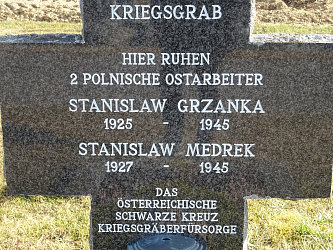 KRIEGSGRAB
HIER RUHEN
2 POLNISCHE OSTARBEITER
STANISLAW GRZANKA
1925 - 1945
STANISLAW MEDREK
1927 - 1945
DAS
ÖSTERREICHISCHE
SCHWARZE KREUZ
KRIEGSGRÄBERFÜRSORGE